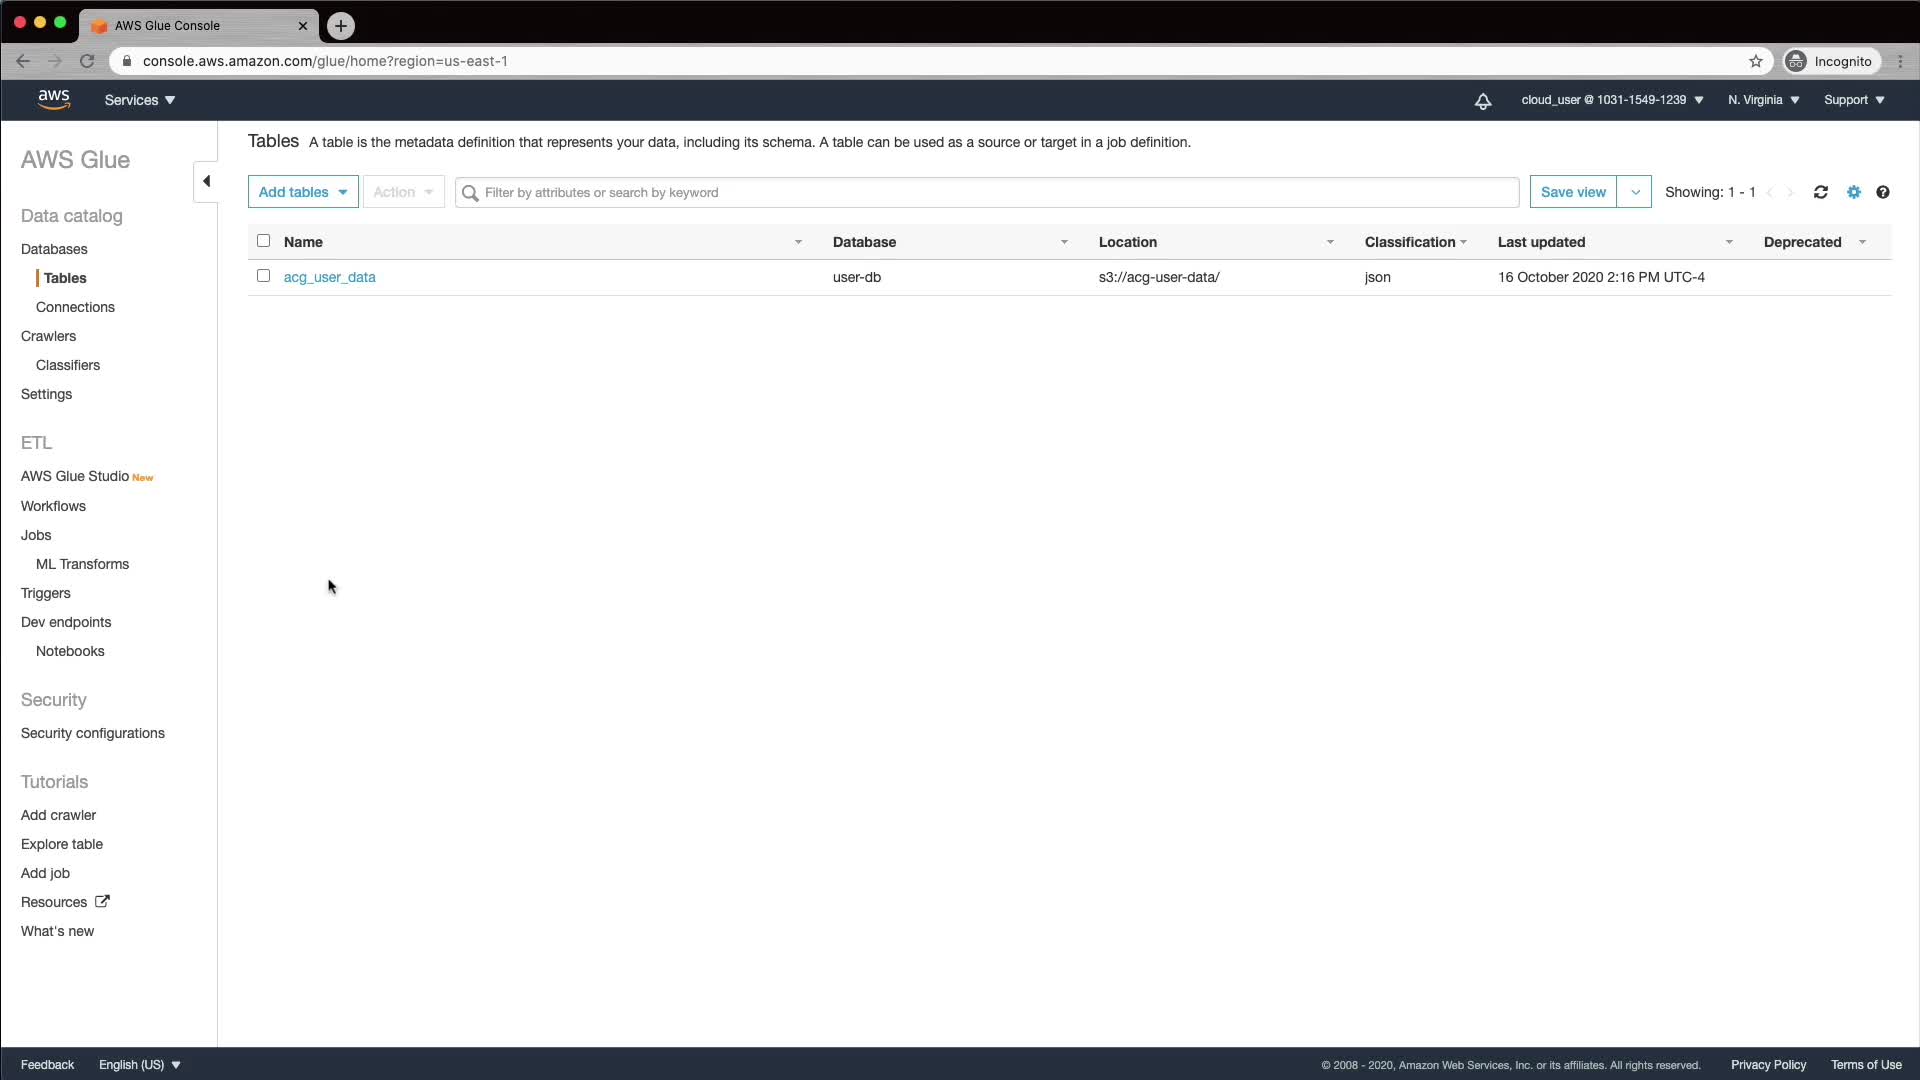 AWS Glue Console
console.aws.amazon.com/glue/home?region=us-east-1
Incognito
aws
Services
cloud_user @ 1031-1549-1239
N. Virginia
Support
AWS Glue
Data catalog
Databases
Tables
Connections
Crawlers
Classifiers
Settings
ETL
AWS Glue Studio New
Workflows
Jobs
ML Transforms
Triggers
Dev endpoints
Notebooks
Security
Security configurations
Tutorials
Add crawler
Explore table
Add job
Resources
What's new
Tables A table is the metadata definition that represents your data, including its schema. A table can be used as a source or target in a job definition.
Add tables Action Filter by attributes or search by keyword Save view Showing: 1 - 1
Name Database Location Classification Last updated Deprecated
acg_user_data user-db s3://acg-user-data/ json 16 October 2020 2:16 PM UTC-4
Feedback English (US) © 2008 - 2020, Amazon Web Services, Inc. or its affiliates. All rights reserved. Privacy Policy Terms of Use